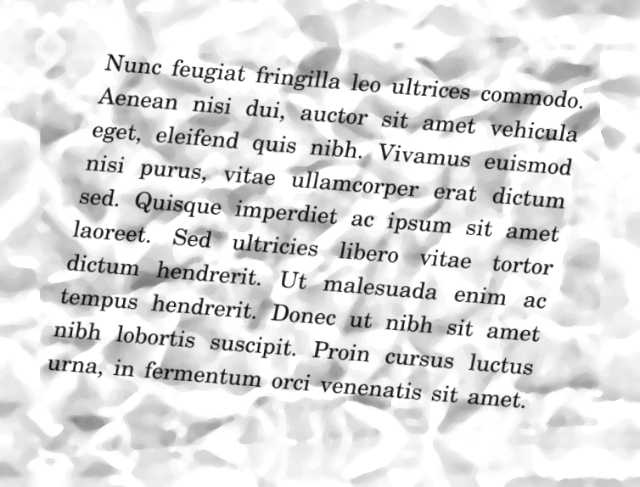 Nunc feugiat fringilla leo ultrices commodo.
Aenean nisi dui, auctor sit amet vehicula
eget, eleifend quis nibh. Vivamus euismod
nisi purus, vitae ullamcorper erat dictum
sed. Quisque imperdiet ac ipsum sit amet
laoreet. Sed ultricies libero vitae tortor
dictum hendrerit. Ut malesuada enim ac
tempus hendrerit. Donec ut nibh sit amet
nibh lobortis suscipit. Proin cursus luctus
urna, in fermentum orci venenatis sit amet.